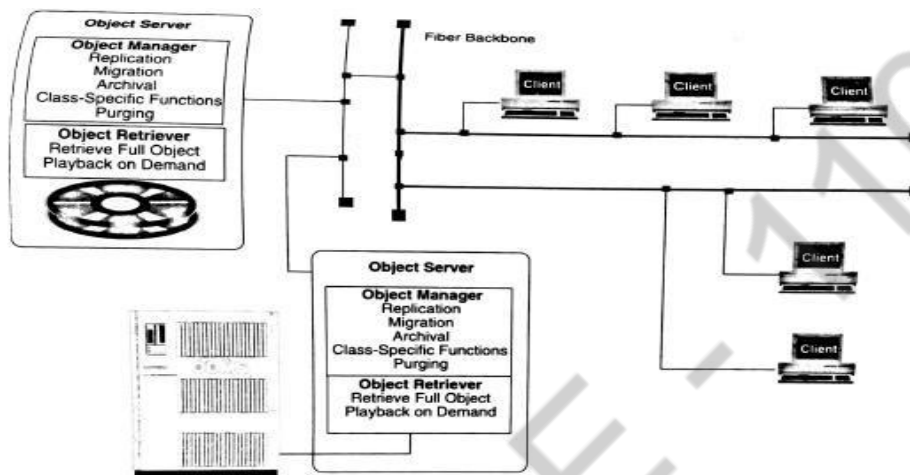 Object Server
Object Manager
Replication
Migration
Archival
Class-Specific Functions
Purging
Object Retriever
Retrieve Full Object
Playback on Demand
Fiber Backbone
Client
Client
Client
Client
Client
Object Server
Object Manager
Replication
Migration
Archival
Class-Specific Functions
Purging
Object Retriever
Retrieve Full Object
Playback on Demand